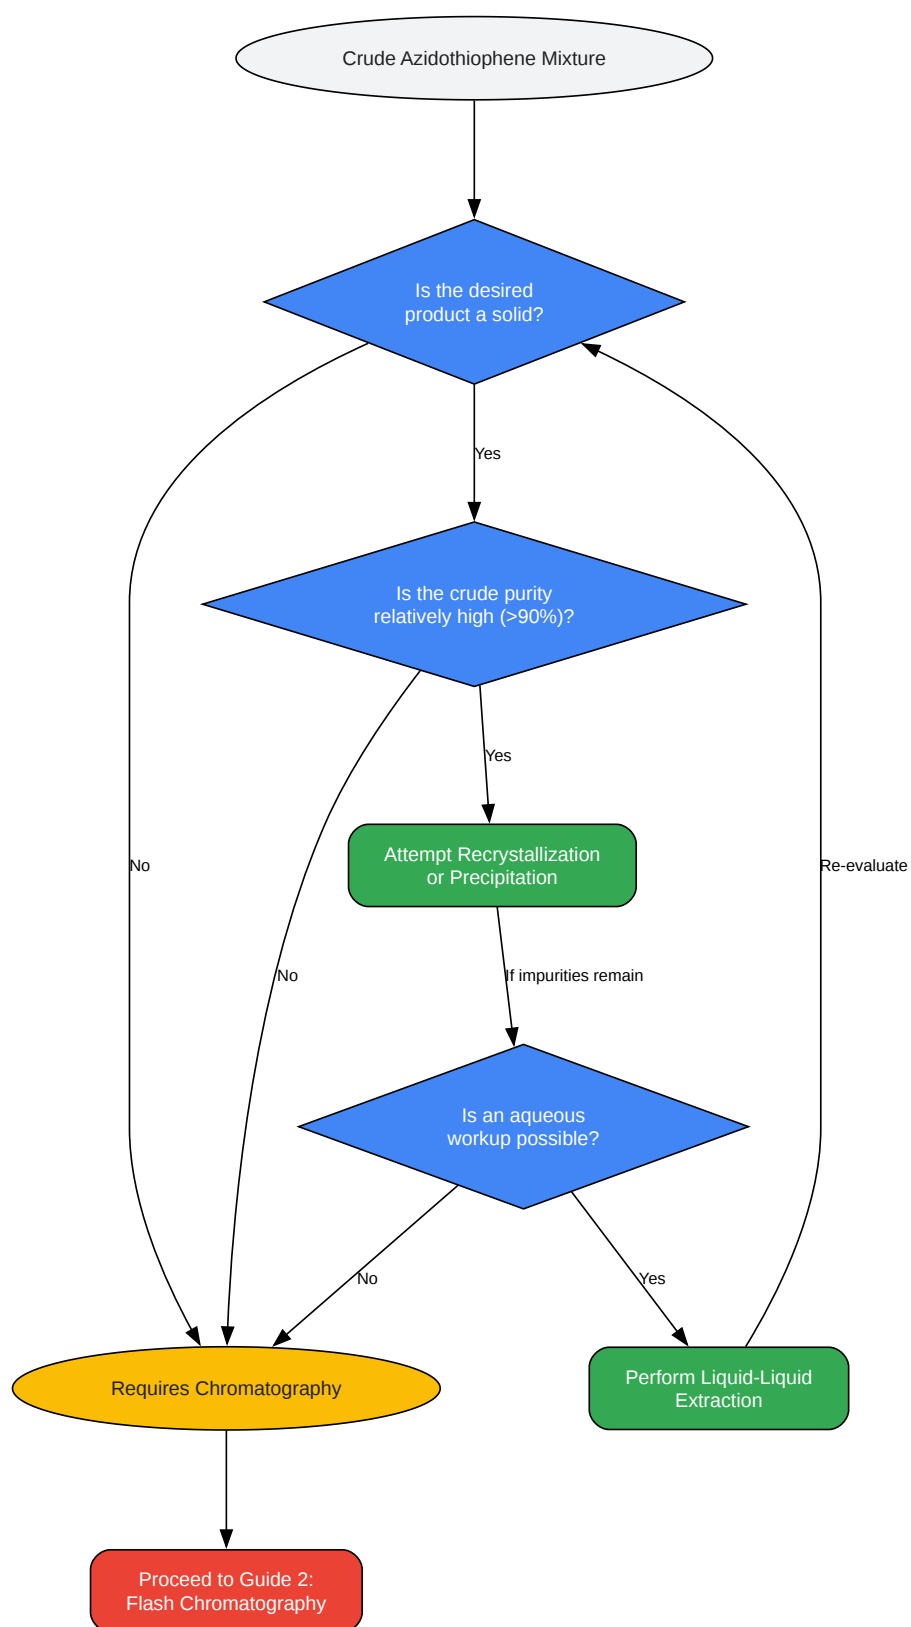 Crude Azidothiophene Mixture
Is the desired
product a solid?
Yes
Is the crude purity
relatively high (>90%)?
Yes
Attempt Recrystallization
or Precipitation
No
Re-evaluate
No
If impurities remain
Is an aqueous
workup possible?
No
Yes
Requires Chromatography
Perform Liquid-Liquid
Extraction
Proceed to Guide 2:
Flash Chromatography